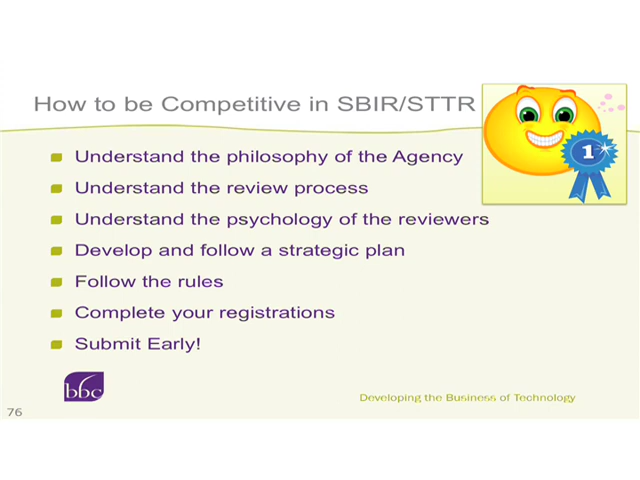 How to be Competitive in SBIR/STTR
1
Understand the philosophy of the Agency
Understand the review process
Understand the psychology of the reviewers
Develop and follow a strategic plan
Follow the rules
Complete your registrations
Submit Early!
bbc
Developing the Business of Technology
76